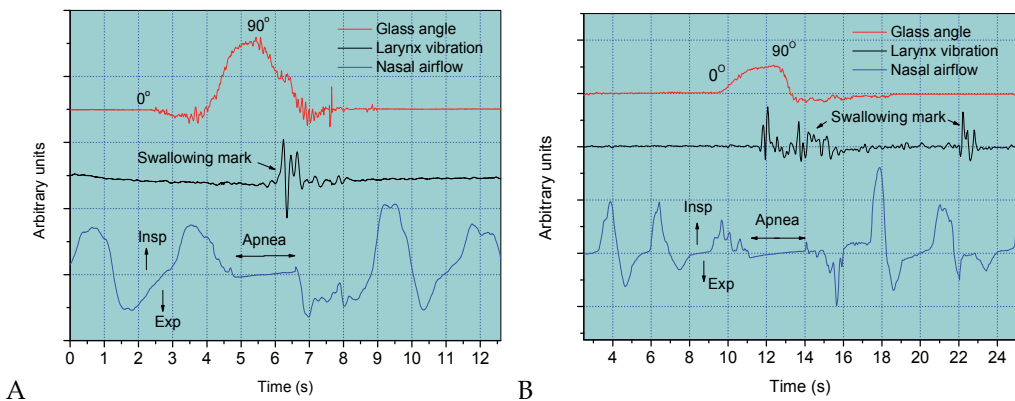 90°
Glass angle
Larynx vibration
Nasal airflow
0°
Swallowing mark
Insp
Apnea
Exp
Arbitrary units
0 1 2 3 4 5 6 7 8 9 10 11 12
Time (s)
A
90°
Glass angle
Larynx vibration
Nasal airflow
0°
Swallowing mark
Insp
Apnea
Exp
Arbitrary units
4 6 8 10 12 14 16 18 20 22 24
Time (s)
B